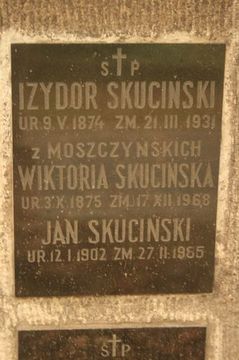 Ś.†P.
IZYDOR SKUCIŃSKI
UR.9.V.1874 ZM.21.III.1931
z MOSZCZYŃSKICH
WIKTORIA SKUCIŃSKA
UR.3.X.1875 ZM.17.XII.1968
JAN SKUCIŃSKI
UR.12.I.1902 ZM.27.II.1965
Ś†P